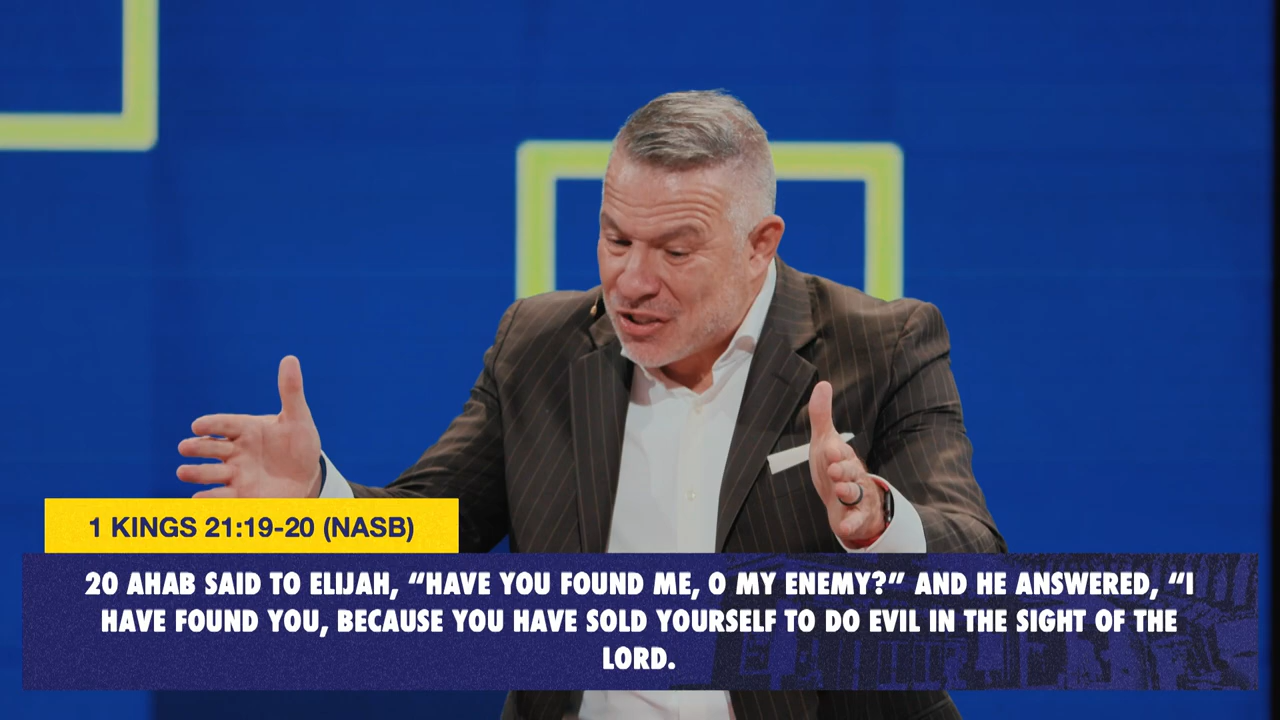 1 KINGS 21:19-20 (NASB)
20 AHAB SAID TO ELIJAH, “HAVE YOU FOUND ME, O MY ENEMY?” AND HE ANSWERED, “I
HAVE FOUND YOU, BECAUSE YOU HAVE SOLD YOURSELF TO DO EVIL IN THE SIGHT OF THE
LORD.